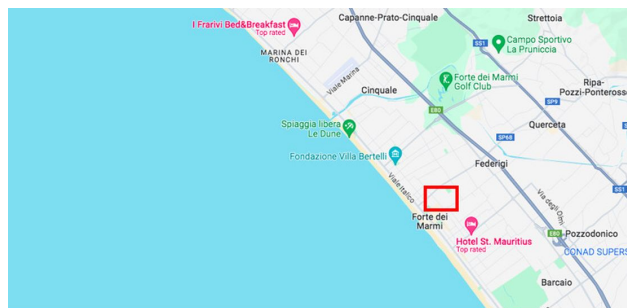 I Frarivi Bed&Breakfast
Top rated
Capanne-Prato-Cinquale
Strettoia
SS1
Campo Sportivo
La Pruniccia
MARINA DEI
RONCHI
Viale Marina
Cinquale
Forte dei Marmi
Golf Club
Ripa-
Pozzi-Ponterosso
SP9
E80
Spiaggia libera
Le Dune
Querceta
SP68
SS1
Fondazione Villa Bertelli
Federigi
Viale Italico
SS1
Via degli Olmi
Forte dei
Marmi
Hotel St. Mauritius
Top rated
E80
Pozzodonico
CONAD SUPERS
Barcaio